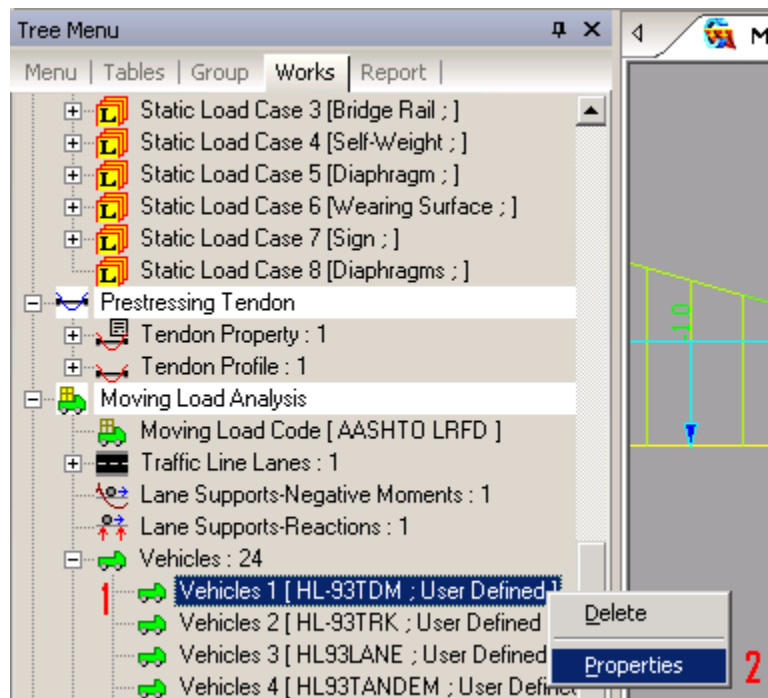 Tree Menu
M
Menu | Tables | Group Works Report |
Static Load Case 3 [Bridge Rail ; ]
Static Load Case 4 [Self-Weight ; ]
Static Load Case 5 [Diaphragm ; ]
Static Load Case 6 [Wearing Surface ; ]
Static Load Case 7 [Sign ; ]
Static Load Case 8 [Diaphragms ; ]
Prestressing Tendon
Tendon Property : 1
Tendon Profile : 1
Moving Load Analysis
Moving Load Code [ AASHTO LRFD ]
Traffic Line Lanes : 1
Lane Supports-Negative Moments : 1
Lane Supports-Reactions : 1
Vehicles : 24
1 Vehicles 1 [ HL-93TDM ; User Defined ]
Vehicles 2 [ HL-93TRK ; User Defined
Vehicles 3 [ HL93LANE ; User Defined
Vehicles 4 [ HL93TANDEM ; User
Delete
Properties 2
-1.0